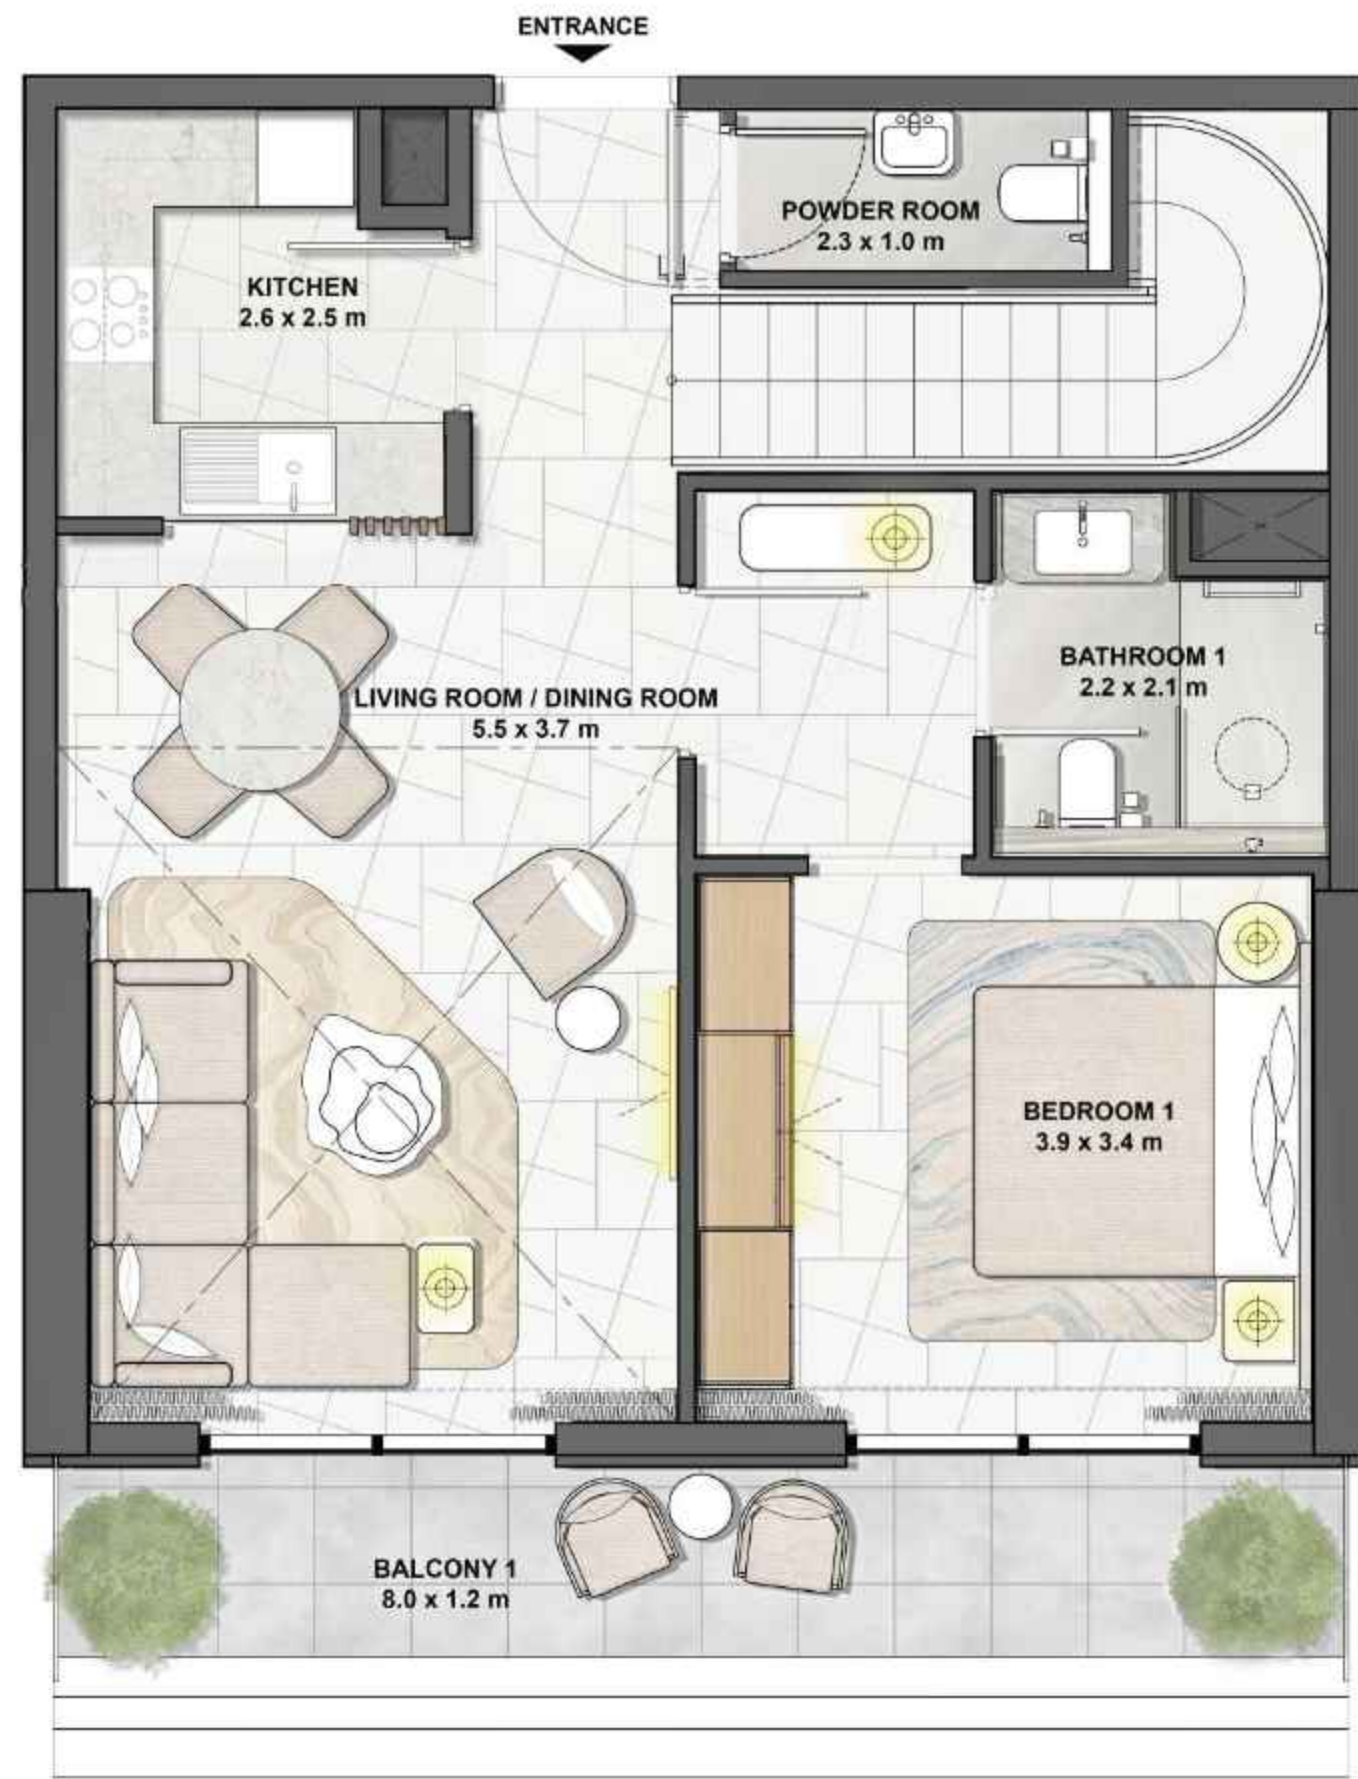 ENTRANCE
POWDER ROOM
2.3 x 1.0 m
KITCHEN
2.6 x 2.5 m
BATHROOM 1
2.2 x 2.1 m
LIVING ROOM / DINING ROOM
5.5 x 3.7 m
BEDROOM 1
3.9 x 3.4 m
BALCONY 1
8.0 x 1.2 m